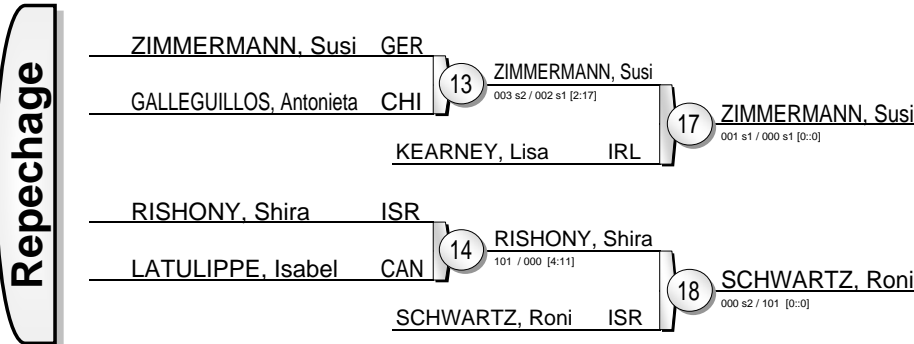 Repechage
ZIMMERMANN, Susi GER
GALLEGUILLOS, Antonieta CHI
13
ZIMMERMANN, Susi
003 s2 / 002 s1 [2:17]
KEARNEY, Lisa IRL
17
ZIMMERMANN, Susi
001 s1 / 000 s1 [0::0]
RISHONY, Shira ISR
LATULIPPE, Isabel CAN
14
RISHONY, Shira
101 / 000 [4:11]
SCHWARTZ, Roni ISR
18
SCHWARTZ, Roni
000 s2 / 101 [0::0]